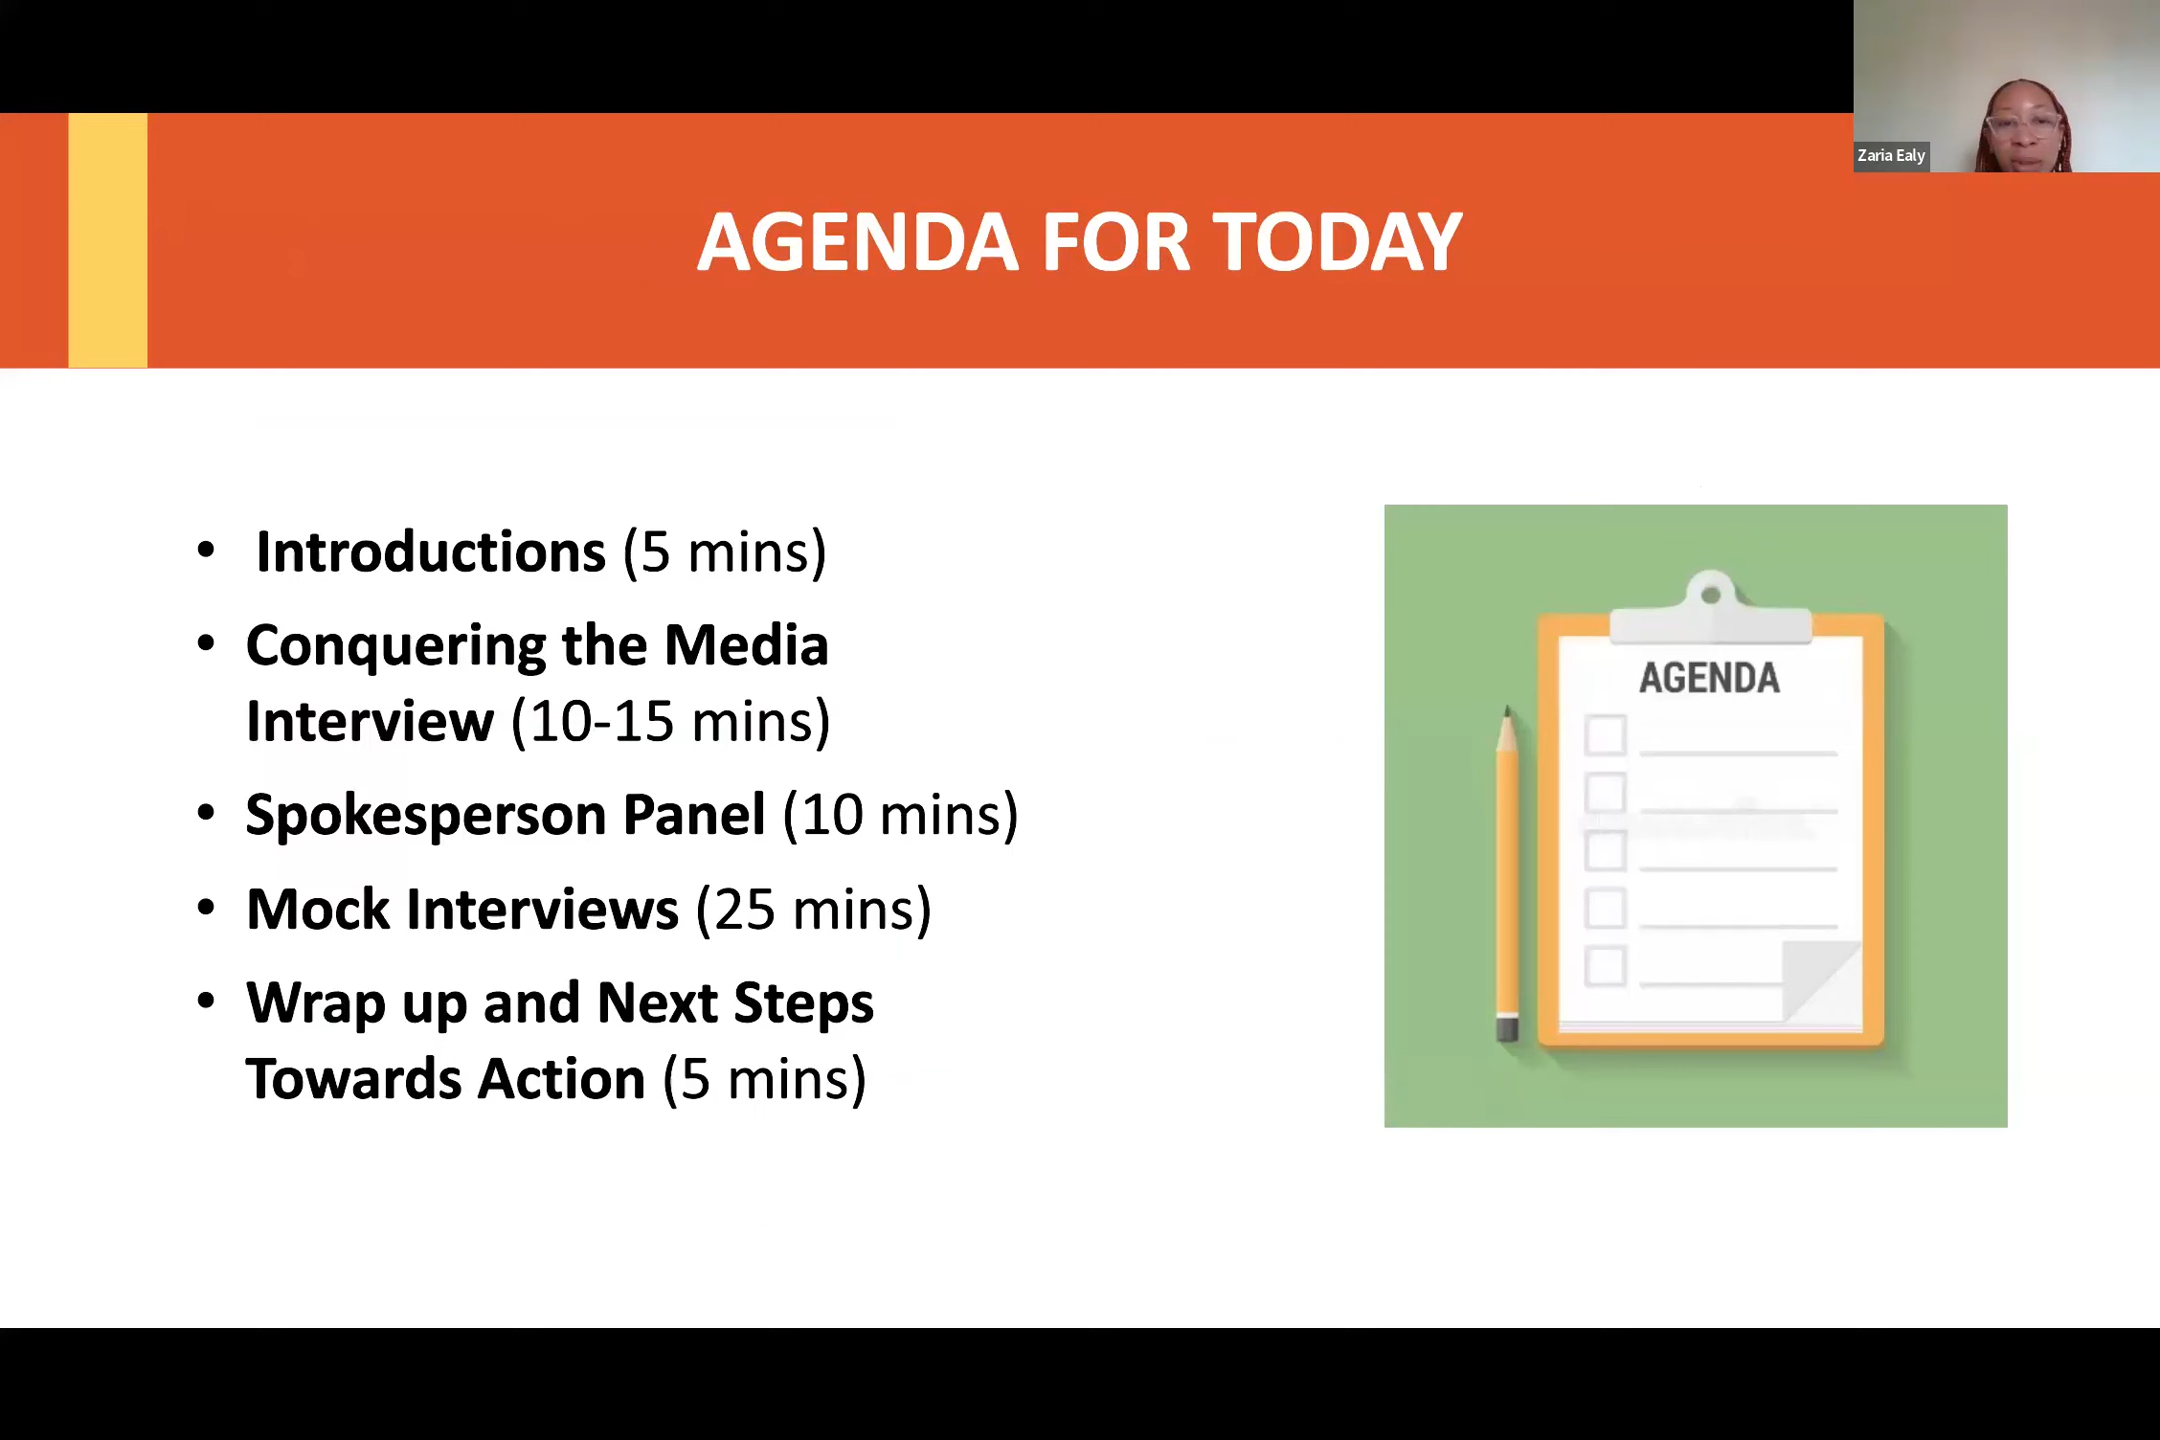 Zaria Ealy
AGENDA FOR TODAY
• Introductions (5 mins)
• Conquering the Media
Interview (10-15 mins)
• Spokesperson Panel (10 mins)
• Mock Interviews (25 mins)
• Wrap up and Next Steps
Towards Action (5 mins)
AGENDA